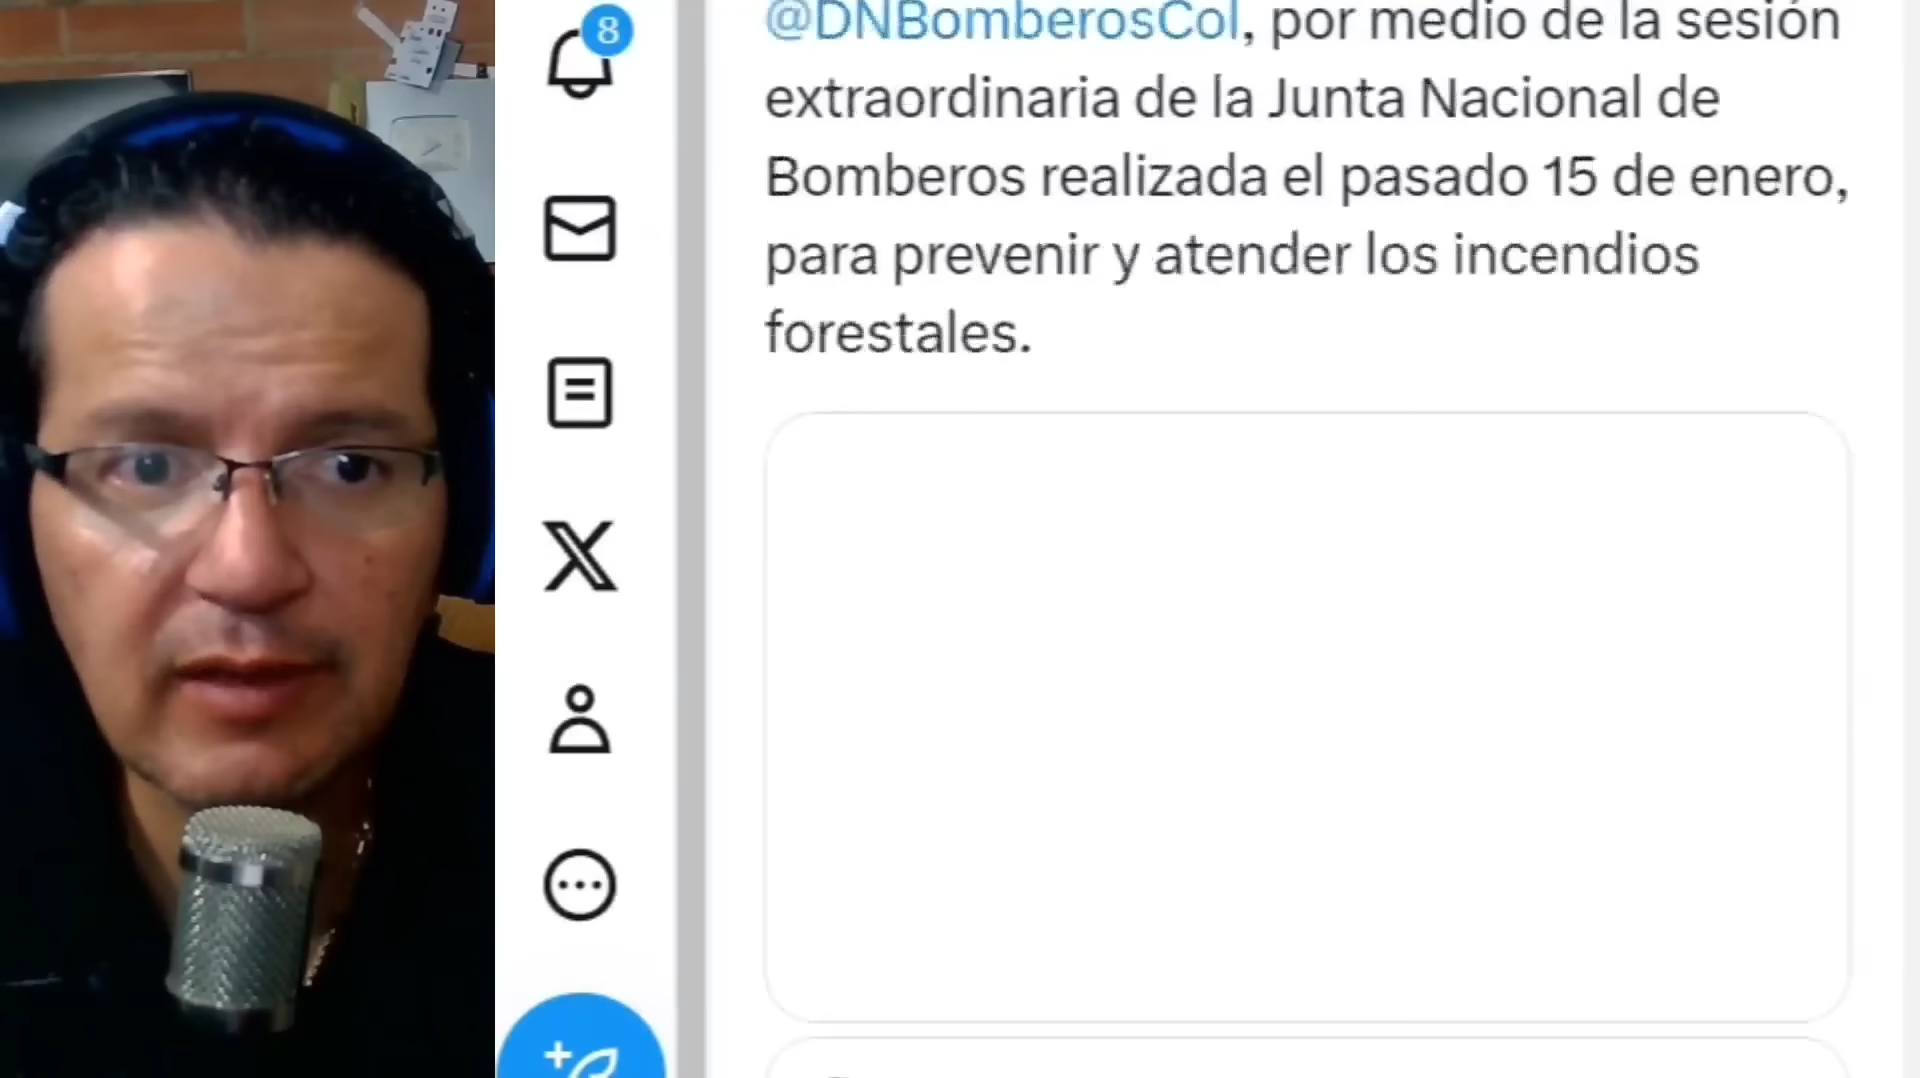 8
@DNBomberosCol, por medio de la sesión
extraordinaria de la Junta Nacional de
Bomberos realizada el pasado 15 de enero,
para prevenir y atender los incendios
forestales.